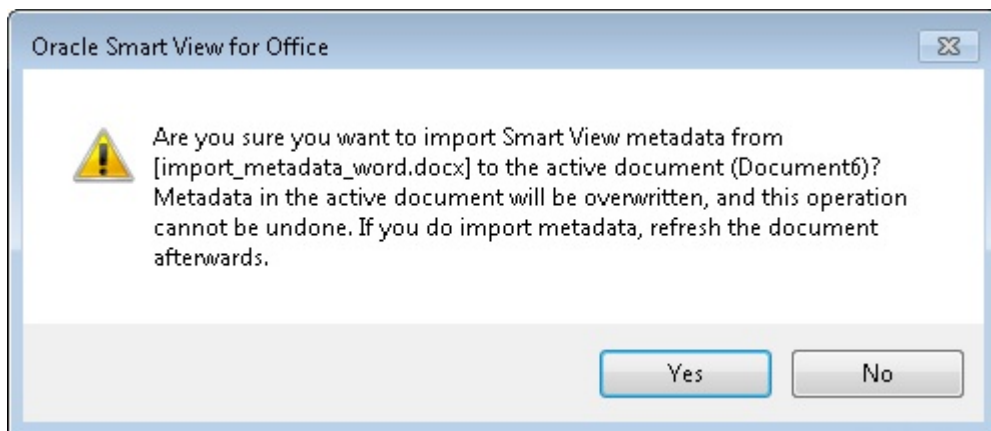 Oracle Smart View for Office
Are you sure you want to import Smart View metadata from
[import_metadata_word.docx] to the active document (Document6)?
Metadata in the active document will be overwritten, and this operation
cannot be undone. If you do import metadata, refresh the document
afterwards.
Yes
No